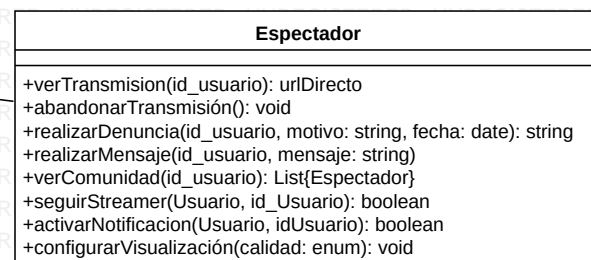 Espectador
+verTransmision(id_usuario): urlDirecto
+abandonarTransmisión(): void
+realizarDenuncia(id_usuario, motivo: string, fecha: date): string
+realizarMensaje(id_usuario, mensaje: string)
+verComunidad(id_usuario): List{Espectador}
+seguirStreamer(Usuario, id_Usuario): boolean
+activarNotificacion(Usuario, idUsuario): boolean
+configurarVisualización(calidad: enum): void